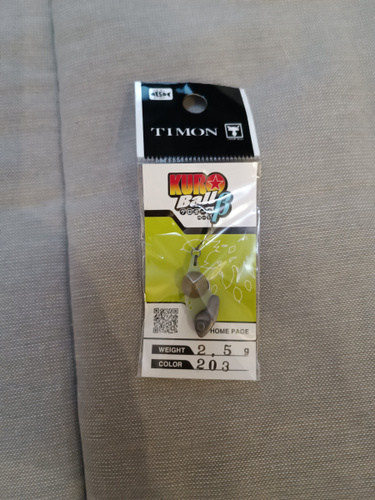 TIMON
KURO
Ball
β
HOME PAGE
WEIGHT 2,5 g
COLOR 203